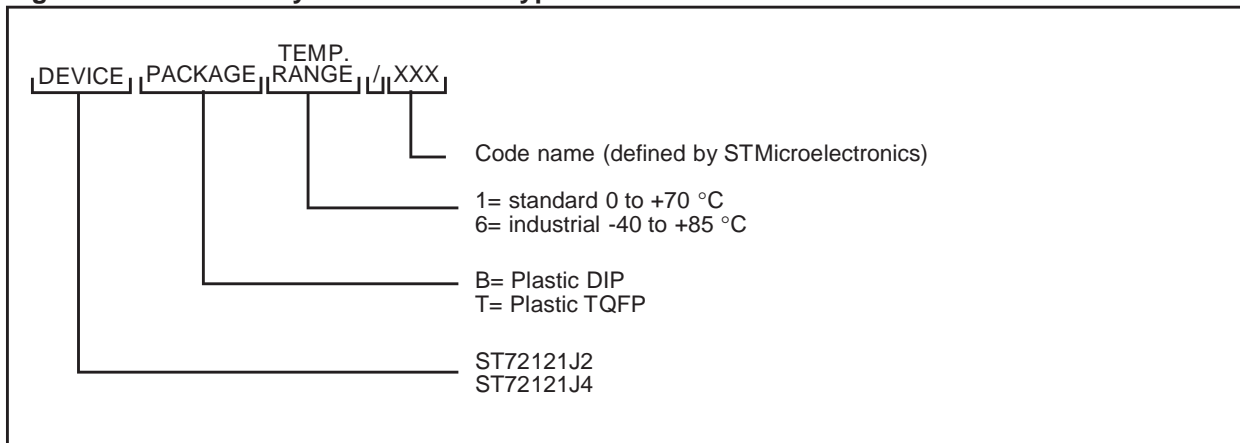 TEMP.
DEVICE PACKAGE RANGE / XXX
Code name (defined by STMicroelectronics)
1= standard 0 to +70 °C
6= industrial -40 to +85 °C
B= Plastic DIP
T= Plastic TQFP
ST72121J2
ST72121J4